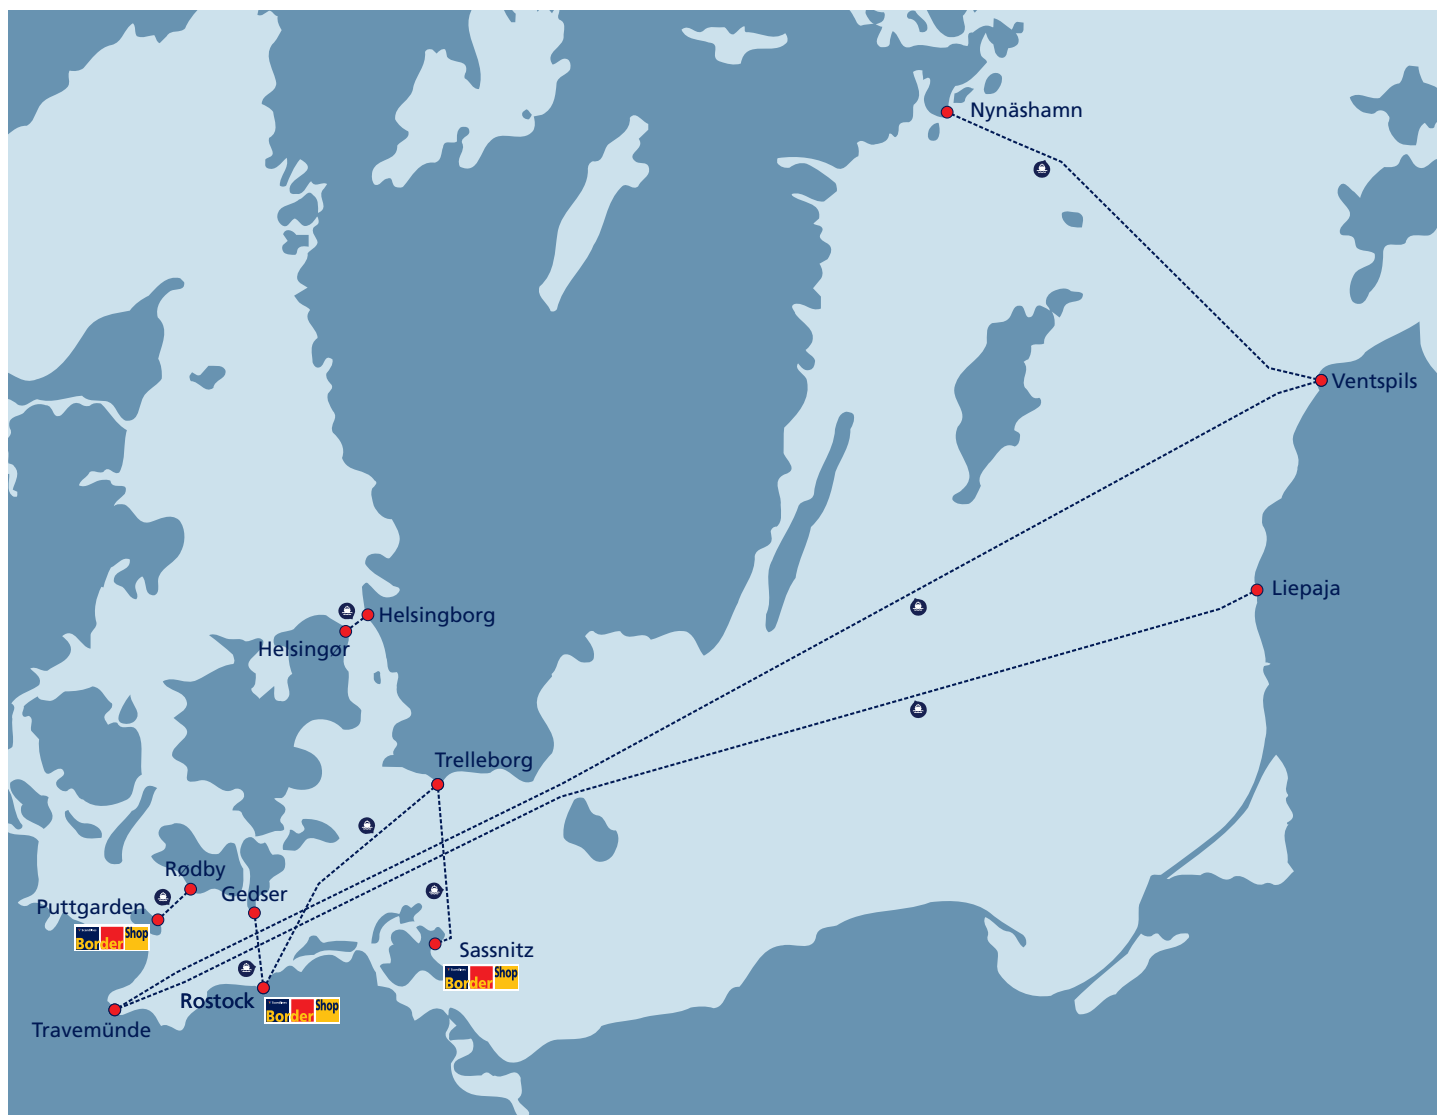 Nynäshamn
Ventspils
Liepaja
Helsingborg
Helsingør
Trelleborg
Rødby
Gedser
Puttgarden
Border Shop
Sassnitz
Border Shop
Rostock
Border Shop
Travemünde